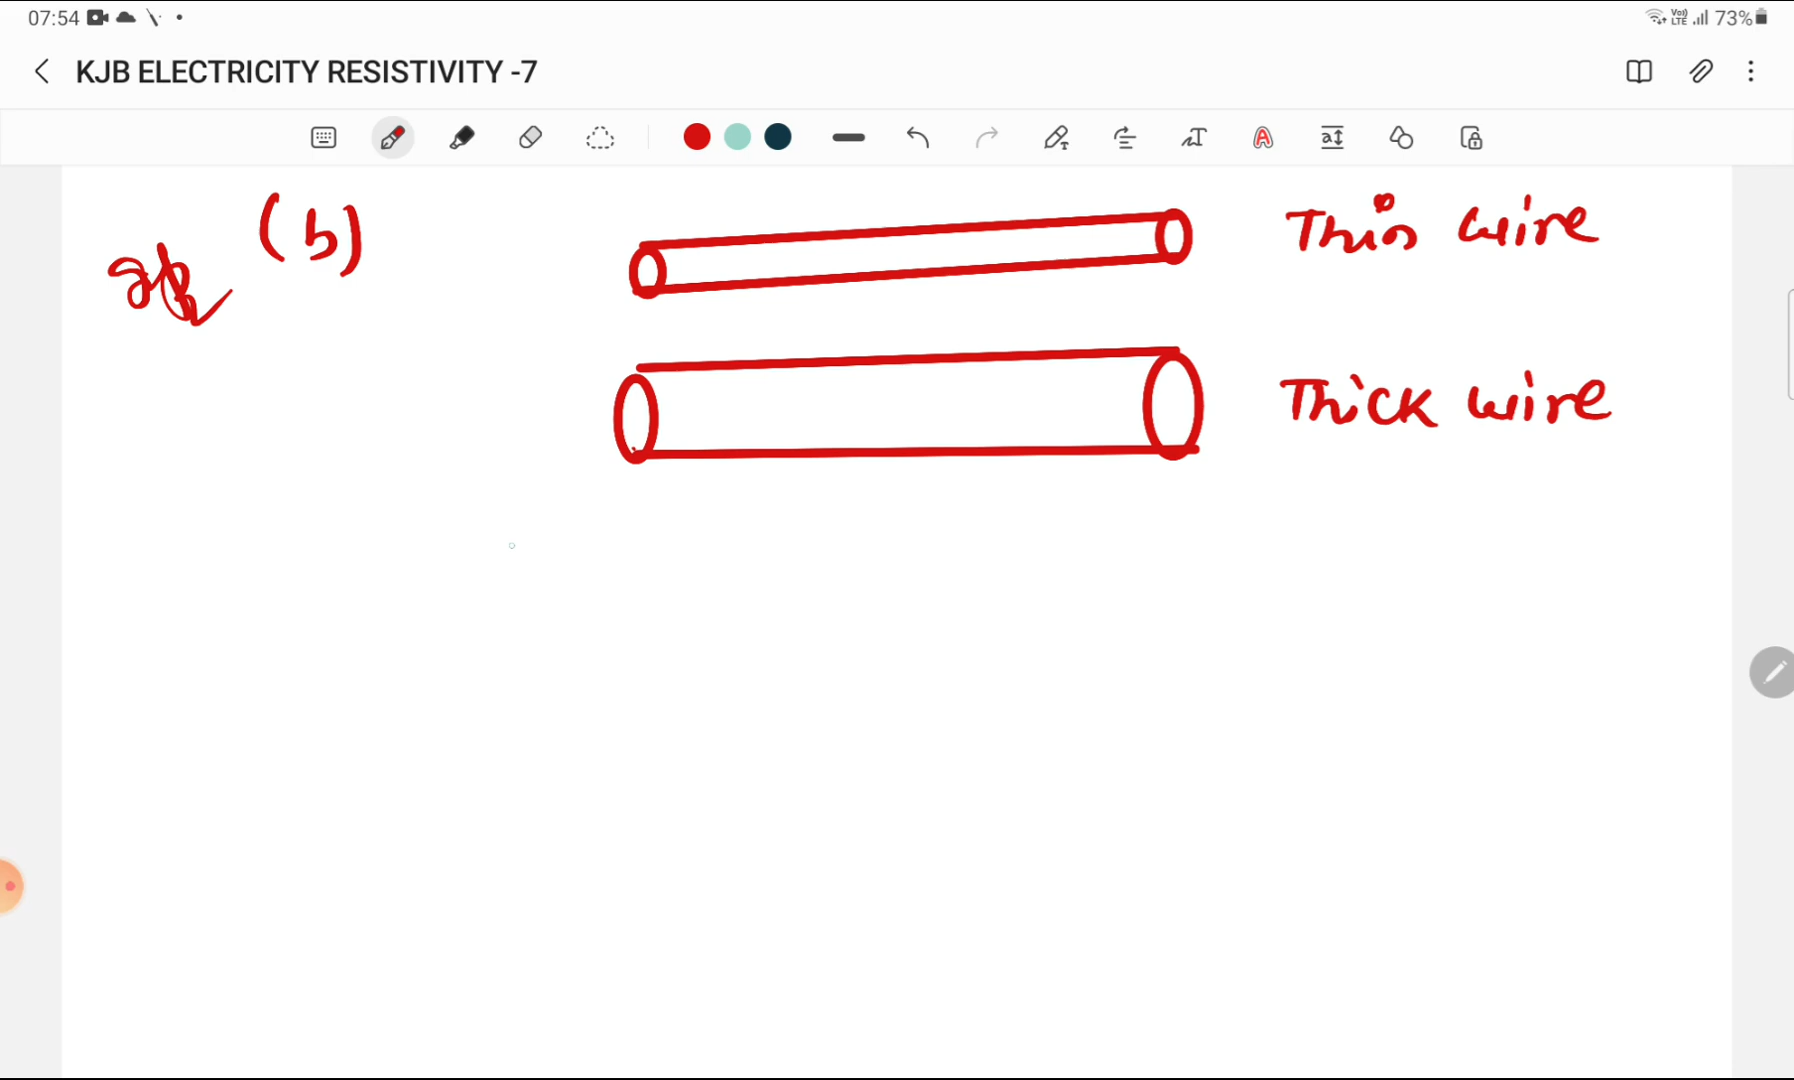 07:54 73%
KJB ELECTRICITY RESISTIVITY -7
(b) Thin wire
Thick wire